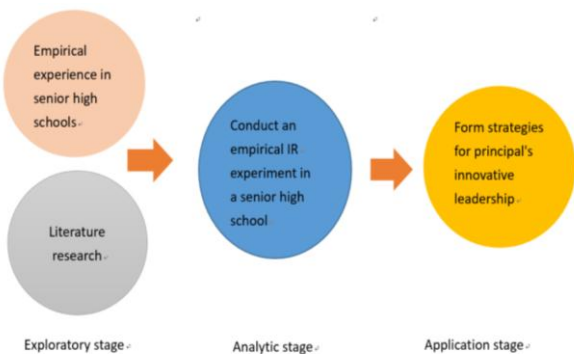 Empirical
experience in
senior high
schools
Literature
research
Conduct an
empirical IR
experiment in
a senior high
school
Form strategies
for principal's
innovative
leadership
Exploratory stage
Analytic stage
Application stage